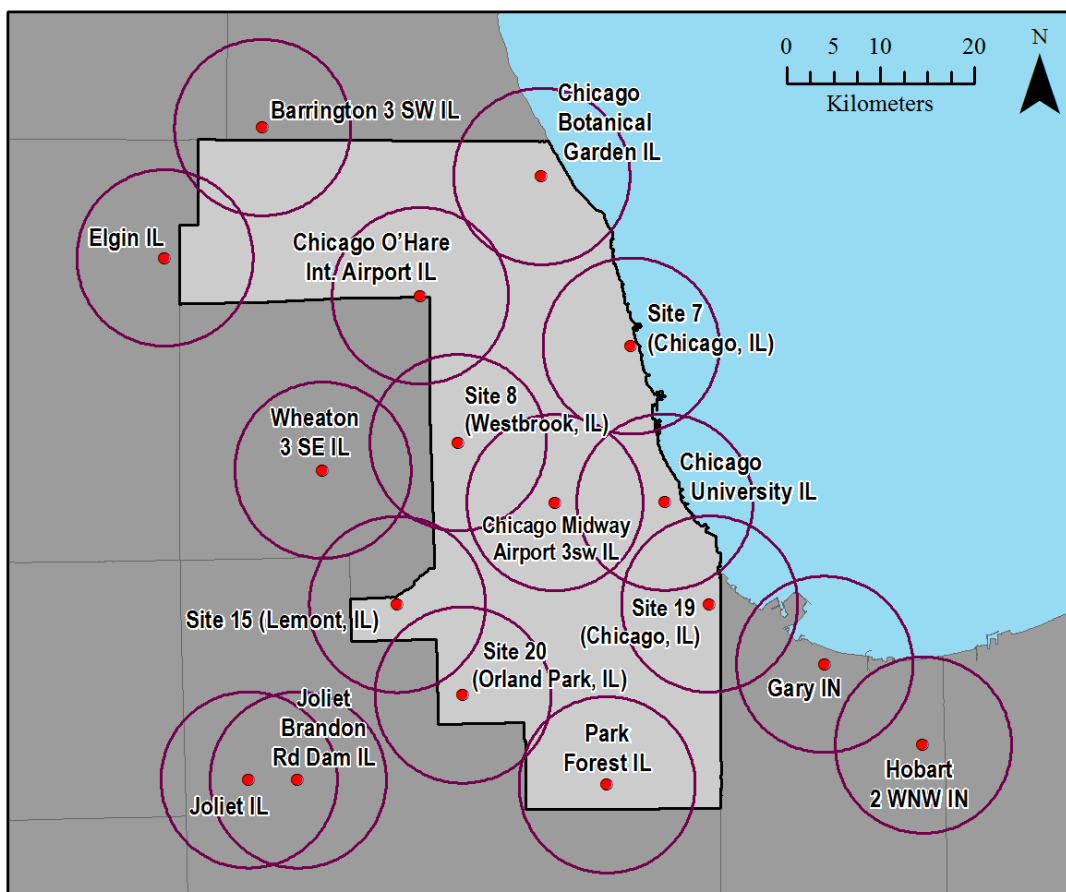 0 5 10 20
Kilometers
N
Barrington 3 SW IL
Chicago
Botanical
Garden IL
Elgin IL
Chicago O'Hare
Int. Airport IL
Site 7
(Chicago, IL)
Site 8
(Westbrook, IL)
Wheaton
3 SE IL
Chicago
University IL
Chicago Midway
Airport 3sw IL
Site 15 (Lemont, IL)
Site 19
(Chicago, IL)
Site 20
(Orland Park, IL)
Gary IN
Joliet
Brandon
Rd Dam IL
Joliet IL
Park
Forest IL
Hobart
2 WNW IN